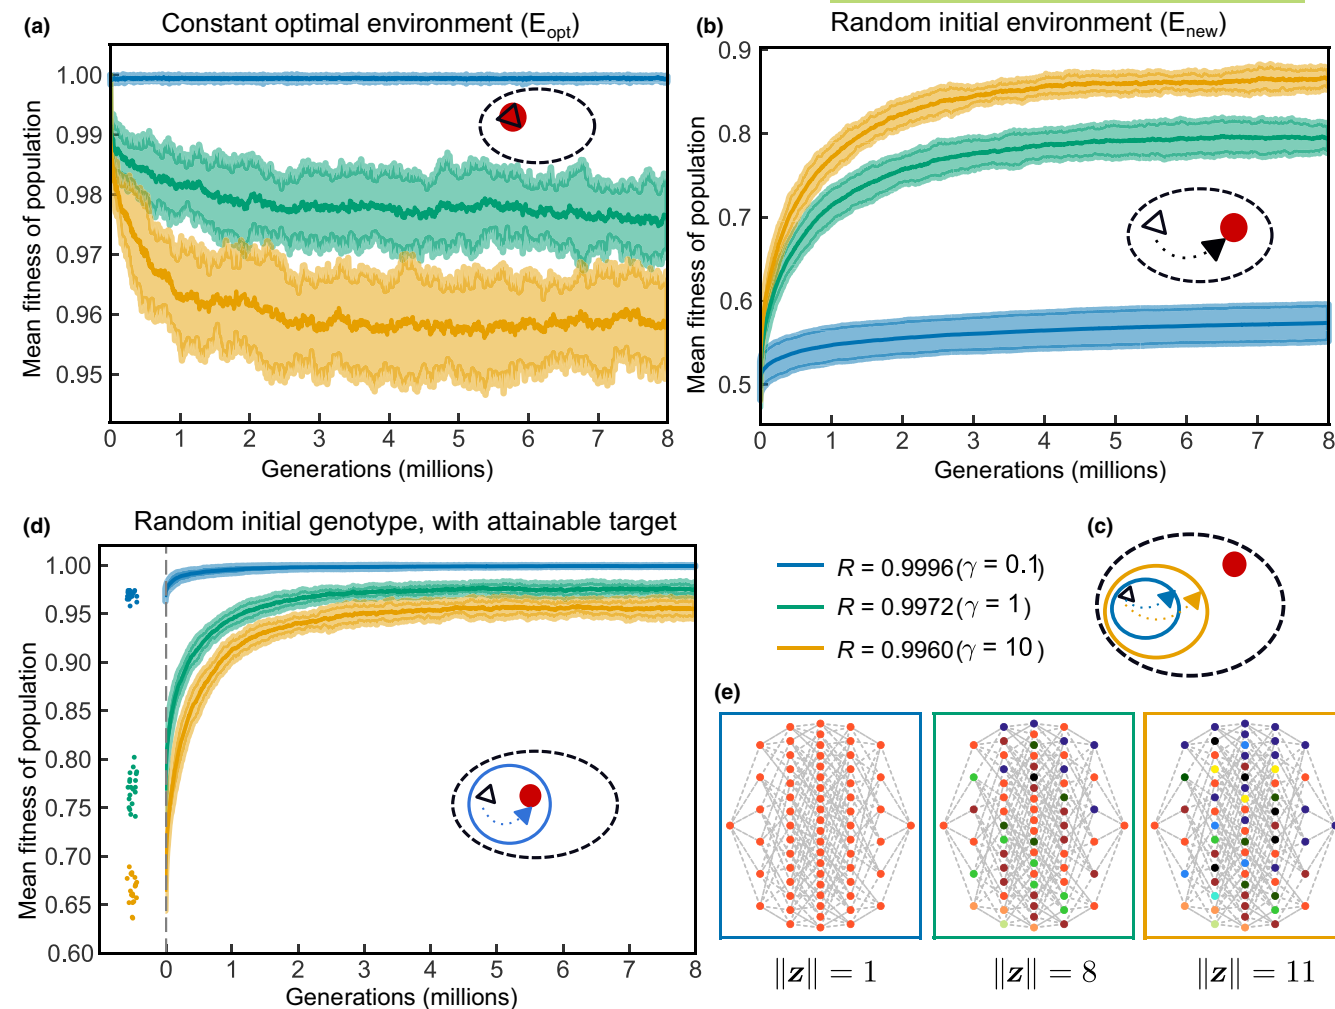 (a) Constant optimal environment (Eopt)
Mean fitness of population
1.00
0.99
0.98
0.97
0.96
0.95
0 1 2 3 4 5 6 7 8
Generations (millions)
(b) Random initial environment (Enew)
Mean fitness of population
0.9
0.8
0.7
0.6
0.5
0 1 2 3 4 5 6 7 8
Generations (millions)
(d) Random initial genotype, with attainable target
Mean fitness of population
1.00
0.95
0.90
0.85
0.80
0.75
0.70
0.65
0.60
0 1 2 3 4 5 6 7 8
Generations (millions)
R = 0.9996 (γ = 0.1)
R = 0.9972 (γ = 1)
R = 0.9960 (γ = 10)
(c)
(e)
‖z‖ = 1 ‖z‖ = 8 ‖z‖ = 11